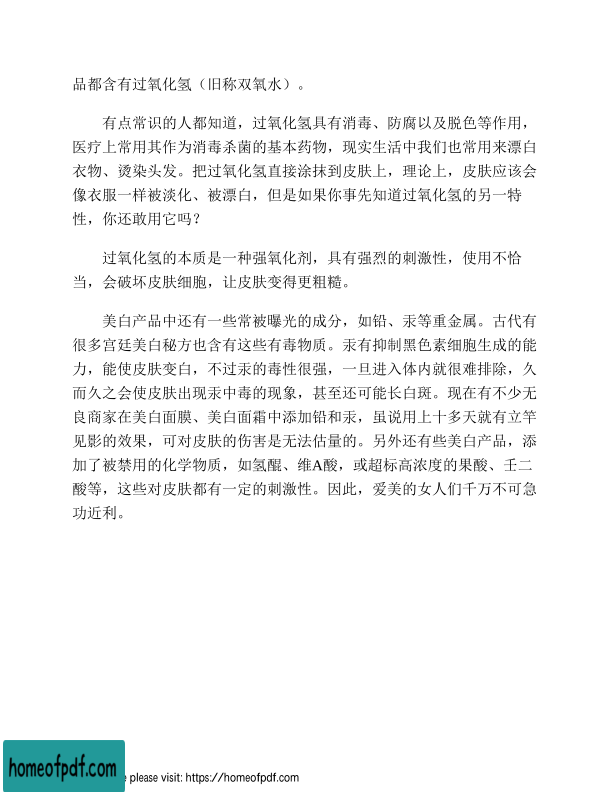 品都含有过氧化氢（旧称双氧水）。
有点常识的人都知道，过氧化氢具有消毒、防腐以及脱色等作用，
医疗上常用其作为消毒杀菌的基本药物，现实生活中我们也常用来漂白
衣物、烫染头发。把过氧化氢直接涂抹到皮肤上，理论上，皮肤应该会
像衣服一样被淡化、被漂白，但是如果你事先知道过氧化氢的另一特
性，你还敢用它吗？
过氧化氢的本质是一种强氧化剂，具有强烈的刺激性，使用不恰
当，会破坏皮肤细胞，让皮肤变得更粗糙。
美白产品中还有一些常被曝光的成分，如铅、汞等重金属。古代有
很多宫廷美白秘方也含有这些有毒物质。汞有抑制黑色素细胞生成的能
力，能使皮肤变白，不过汞的毒性很强，一旦进入体内就很难排除，久
而久之会使皮肤出现汞中毒的现象，甚至还可能长白斑。现在有不少无
良商家在美白面膜、美白面霜中添加铅和汞，虽说用上十多天就有立竿
见影的效果，可对皮肤的伤害是无法估量的。另外还有些美白产品，添
加了被禁用的化学物质，如氢醌、维A酸，或超标高浓度的果酸、壬二
酸等，这些对皮肤都有一定的刺激性。因此，爱美的女人们千万不可急
功近利。
homeofpdf.com
e please visit: https://homeofpdf.com